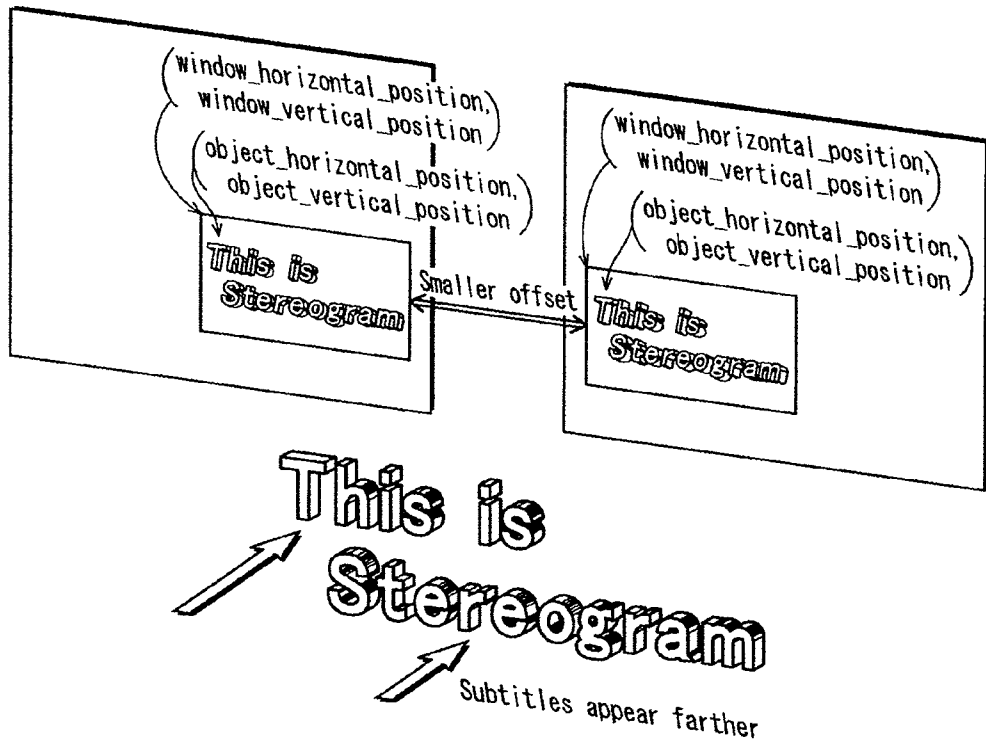 (window_horizontal_position,
window_vertical_position)
(object_horizontal_position,
object_vertical_position)
This is
Stereogram
Smaller offset
(window_horizontal_position,
window_vertical_position)
(object_horizontal_position,
object_vertical_position)
This is
Stereogram
This is
Stereogram
Subtitles appear farther